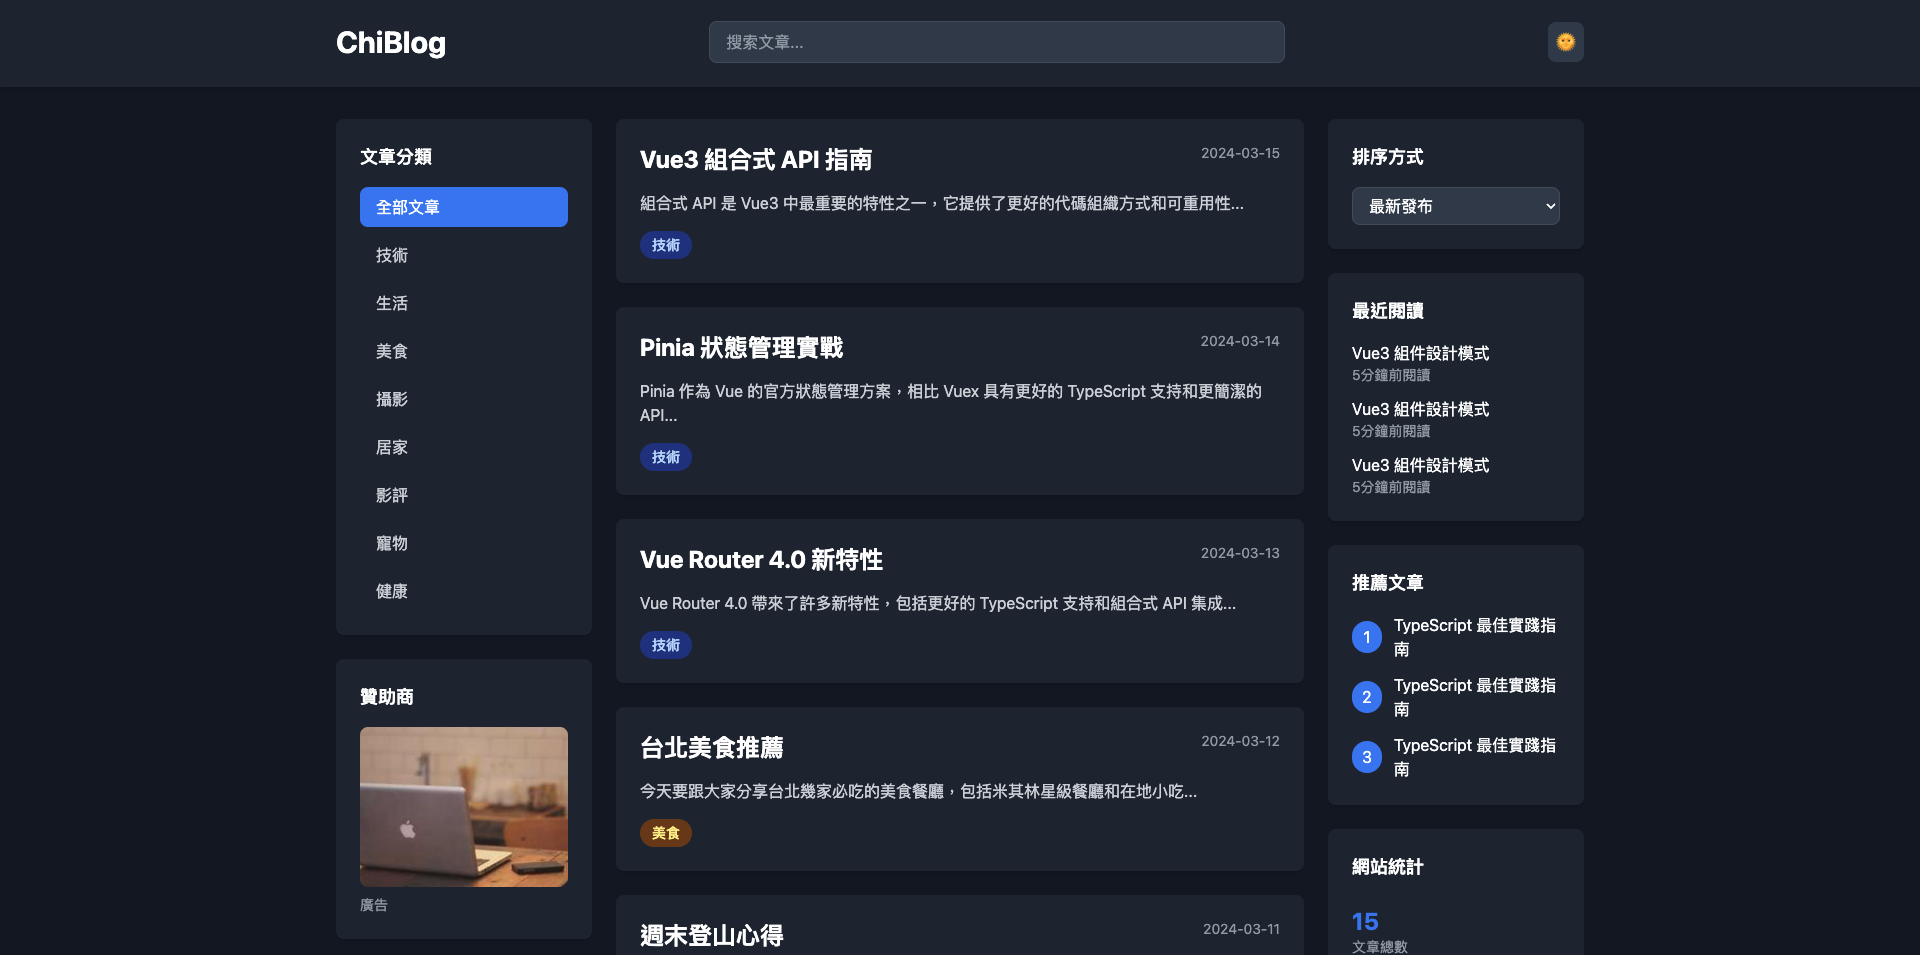 ChiBlog
搜索文章...
文章分類
全部文章
技術
生活
美食
攝影
居家
影評
寵物
健康
贊助商
廣告
Vue3 組合式 API 指南
2024-03-15
組合式 API 是 Vue3 中最重要的特性之一，它提供了更好的代碼組織方式和可重用性...
技術
Pinia 狀態管理實戰
2024-03-14
Pinia 作為 Vue 的官方狀態管理方案，相比 Vuex 具有更好的 TypeScript 支持和更簡潔的
API...
技術
Vue Router 4.0 新特性
2024-03-13
Vue Router 4.0 帶來了許多新特性，包括更好的 TypeScript 支持和組合式 API 集成...
技術
台北美食推薦
2024-03-12
今天要跟大家分享台北幾家必吃的美食餐廳，包括米其林星級餐廳和在地小吃...
美食
週末登山心得
2024-03-11
排序方式
最新發布
最近閱讀
Vue3 組件設計模式
5分鐘前閱讀
Vue3 組件設計模式
5分鐘前閱讀
Vue3 組件設計模式
5分鐘前閱讀
推薦文章
1 TypeScript 最佳實踐指
南
2 TypeScript 最佳實踐指
南
3 TypeScript 最佳實踐指
南
網站統計
15
文章總數